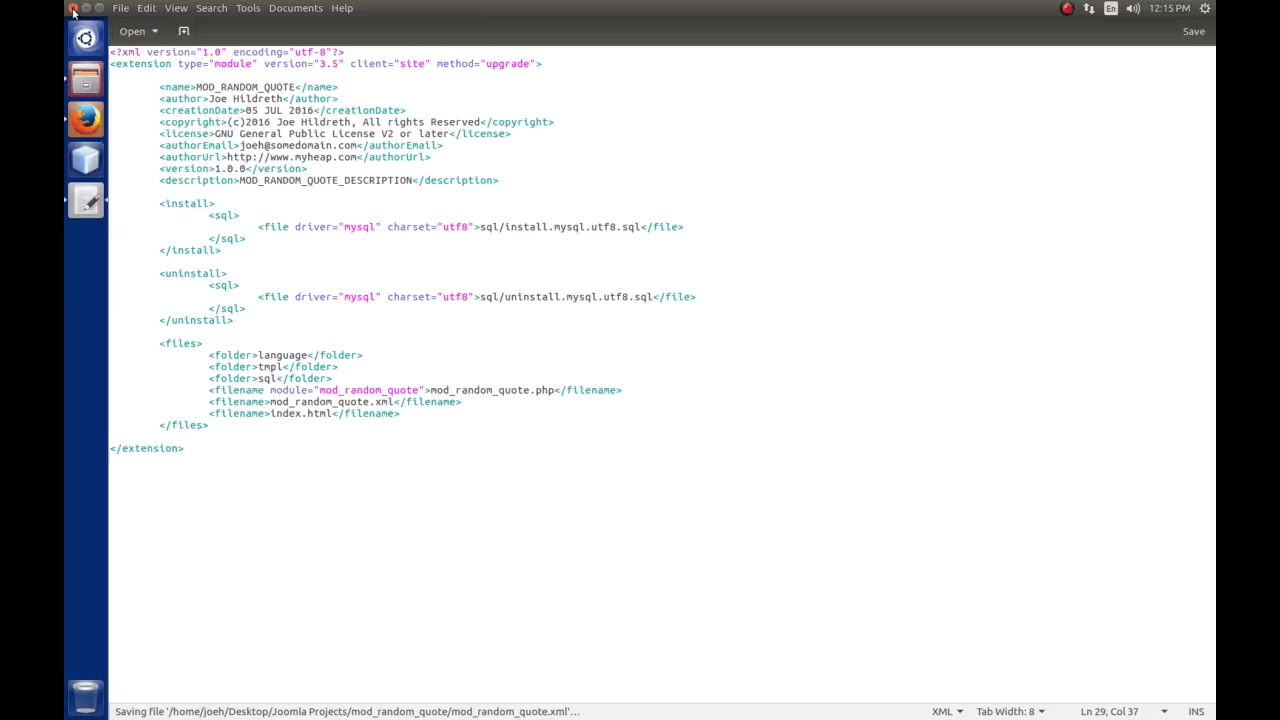 File Edit View Search Tools Documents Help En 12:15 PM
Open Save
<?xml version="1.0" encoding="utf-8"?>
<extension type="module" version="3.5" client="site" method="upgrade">
<name>MOD_RANDOM_QUOTE</name>
<author>Joe Hildreth</author>
<creationDate>05 JUL 2016</creationDate>
<copyright>(c)2016 Joe Hildreth, All rights Reserved</copyright>
<license>GNU General Public License V2 or later</license>
<authorEmail>joeh@somedomain.com</authorEmail>
<authorUrl>http://www.myheap.com</authorUrl>
<version>1.0.0</version>
<description>MOD_RANDOM_QUOTE_DESCRIPTION</description>
<install>
<sql>
<file driver="mysql" charset="utf8">sql/install.mysql.utf8.sql</file>
</sql>
</install>
<uninstall>
<sql>
<file driver="mysql" charset="utf8">sql/uninstall.mysql.utf8.sql</file>
</sql>
</uninstall>
<files>
<folder>language</folder>
<folder>tmpl</folder>
<folder>sql</folder>
<filename module="mod_random_quote">mod_random_quote.php</filename>
<filename>mod_random_quote.xml</filename>
<filename>index.html</filename>
</files>
</extension>
Saving file '/home/joeh/Desktop/Joomla Projects/mod_random_quote/mod_random_quote.xml'... XML Tab Width: 8 Ln 29, Col 37 INS